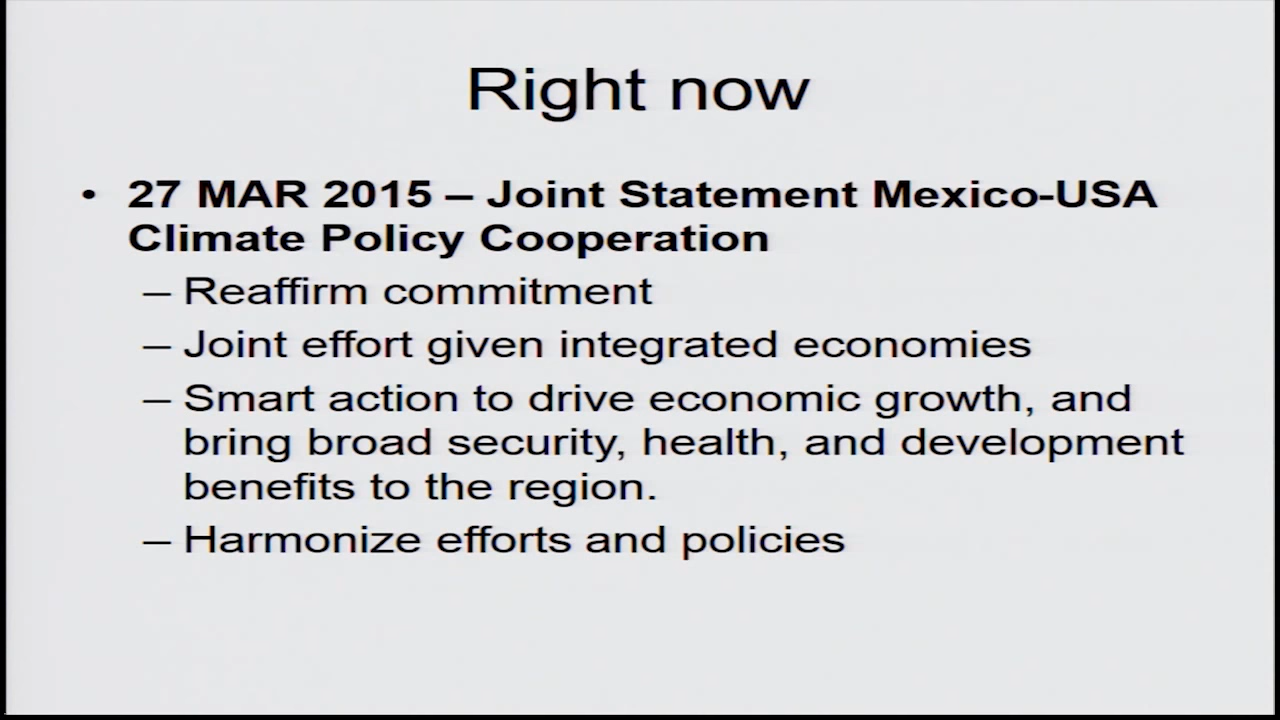 Right now
• 27 MAR 2015 – Joint Statement Mexico-USA
Climate Policy Cooperation
– Reaffirm commitment
– Joint effort given integrated economies
– Smart action to drive economic growth, and
bring broad security, health, and development
benefits to the region.
– Harmonize efforts and policies